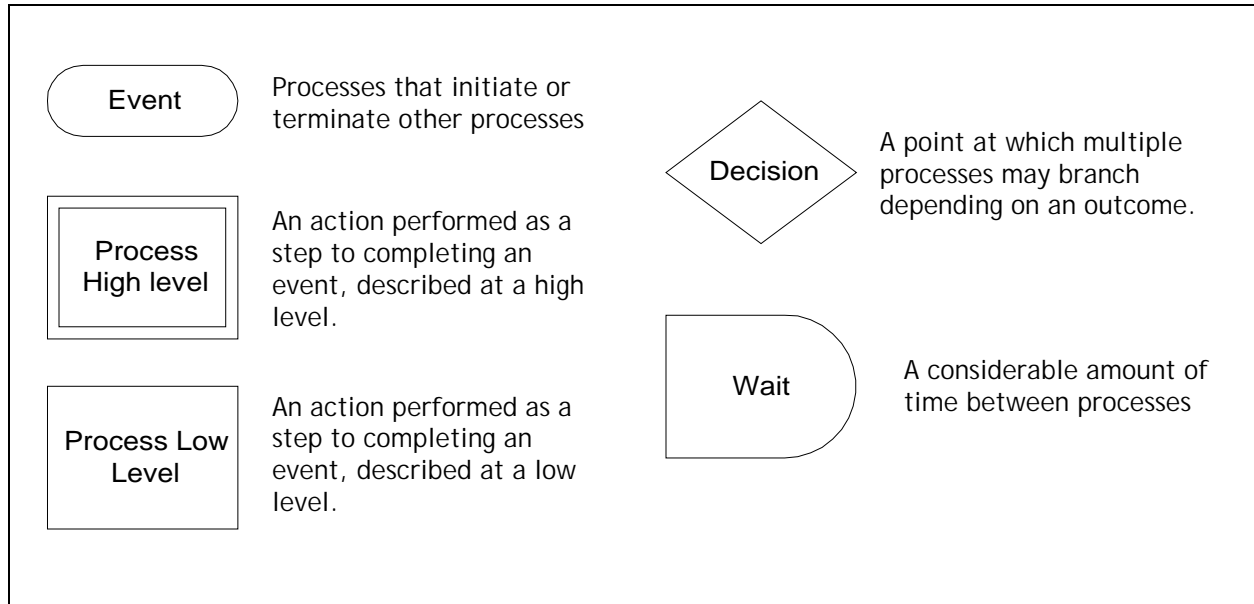 Event
Processes that initiate or
terminate other processes
Process
High level
An action performed as a
step to completing an
event, described at a high
level.
Process Low
Level
An action performed as a
step to completing an
event, described at a low
level.
Decision
A point at which multiple
processes may branch
depending on an outcome.
Wait
A considerable amount of
time between processes